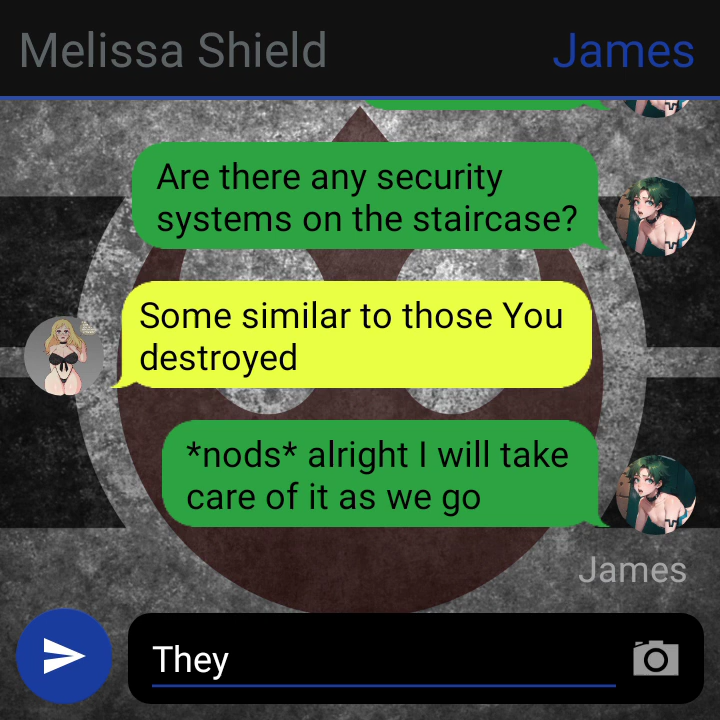 Melissa Shield
James
Are there any security
systems on the staircase?
Some similar to those You
destroyed
*nods* alright I will take
care of it as we go
James
They